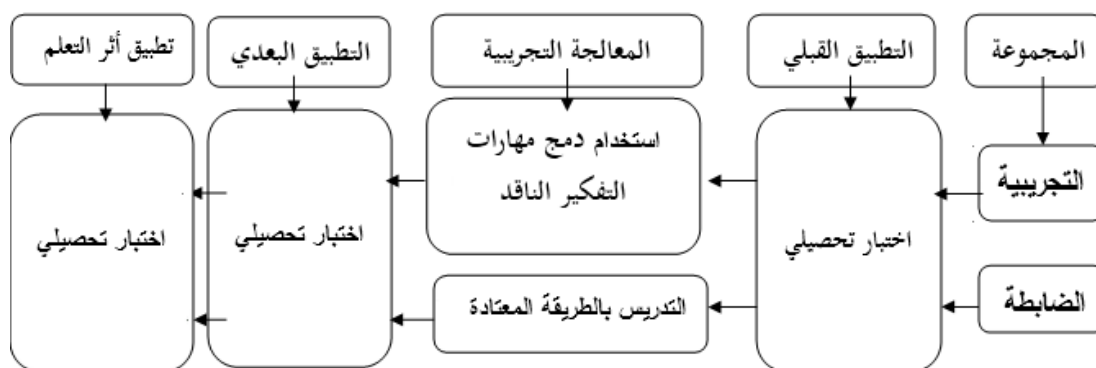 المجموعة
التطبيق القبلي
المعالجة التجريبية
التطبيق البعدي
تطبيق أثر التعلم
التجريبية
الضابطة
اختبار تحصيلي
استخدام دمج مهارات
التفكير الناقد
التدريس بالطريقة المعتادة
اختبار تحصيلي
اختبار تحصيلي